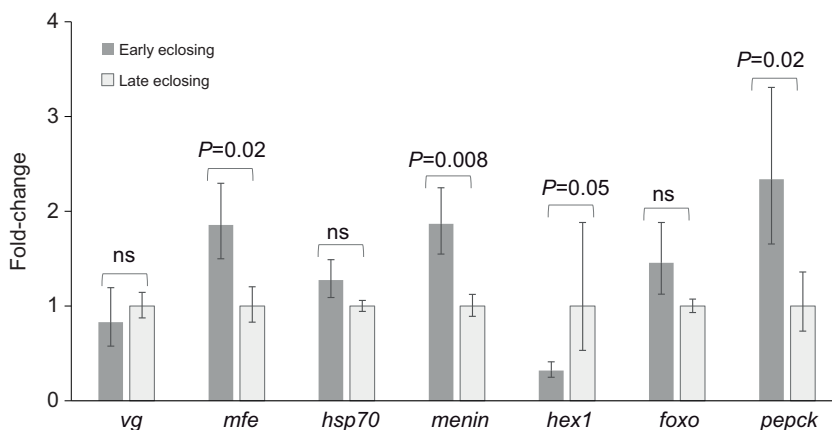 4
3
2
1
0
Fold-change
Early eclosing
Late eclosing
ns
P=0.02
ns
P=0.008
P=0.05
ns
P=0.02
vg
mfe
hsp70
menin
hex1
foxo
pepck